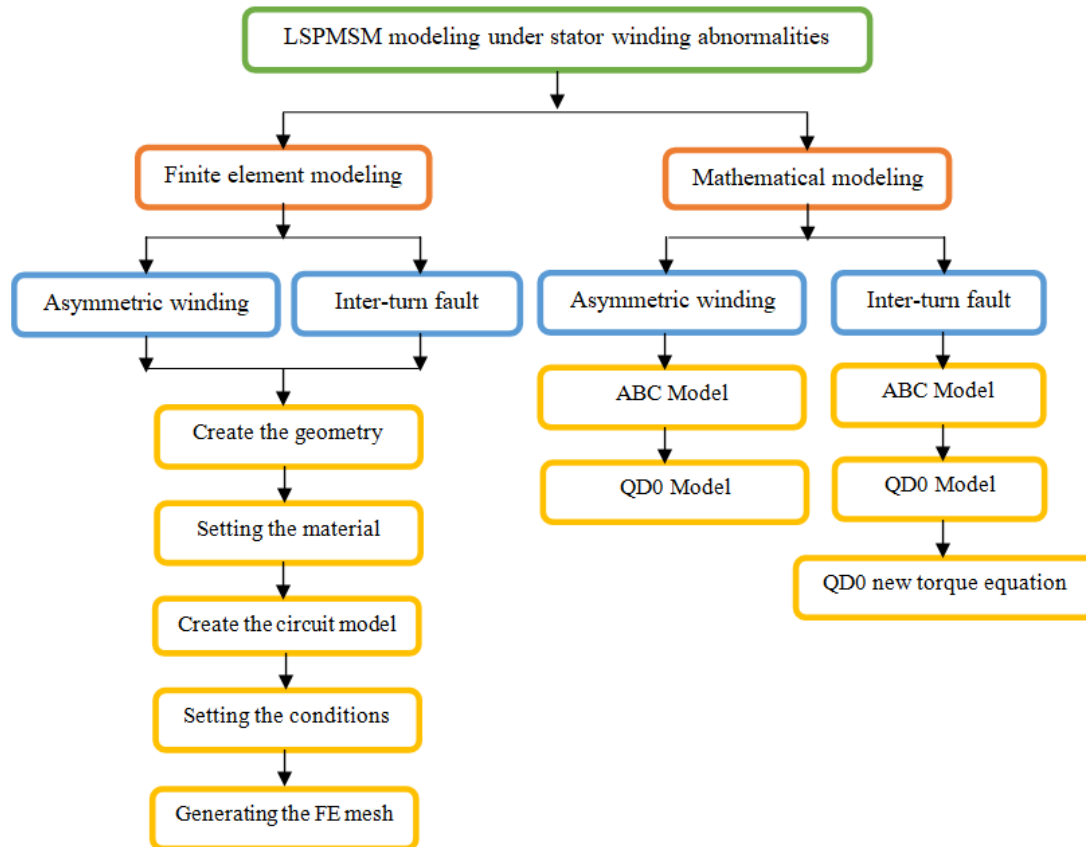 LSPMSM modeling under stator winding abnormalities
Finite element modeling
Mathematical modeling
Asymmetric winding
Inter-turn fault
Asymmetric winding
Inter-turn fault
Create the geometry
Setting the material
Create the circuit model
Setting the conditions
Generating the FE mesh
ABC Model
QD0 Model
ABC Model
QD0 Model
QD0 new torque equation